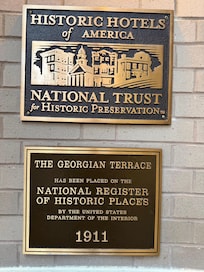 HISTORIC HOTELS
of AMERICA
NATIONAL TRUST
for HISTORIC PRESERVATION
THE GEORGIAN TERRACE
HAS BEEN PLACED ON THE
NATIONAL REGISTER
OF HISTORIC PLACES
BY THE UNITED STATES
DEPARTMENT OF THE INTERIOR
1911